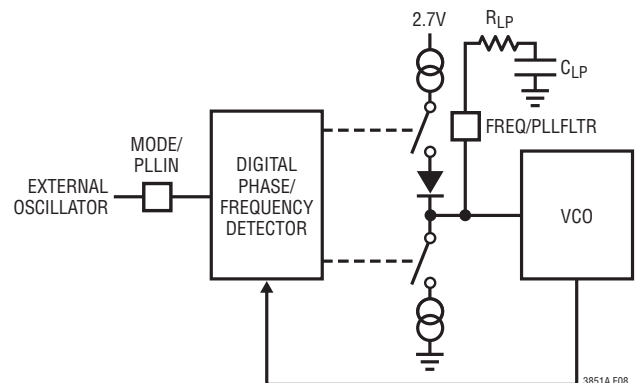 2.7V
RLP
CLP
FREQ/PLLFLTR
MODE/
PLLIN
EXTERNAL
OSCILLATOR
DIGITAL
PHASE/
FREQUENCY
DETECTOR
VCO
3851A F08